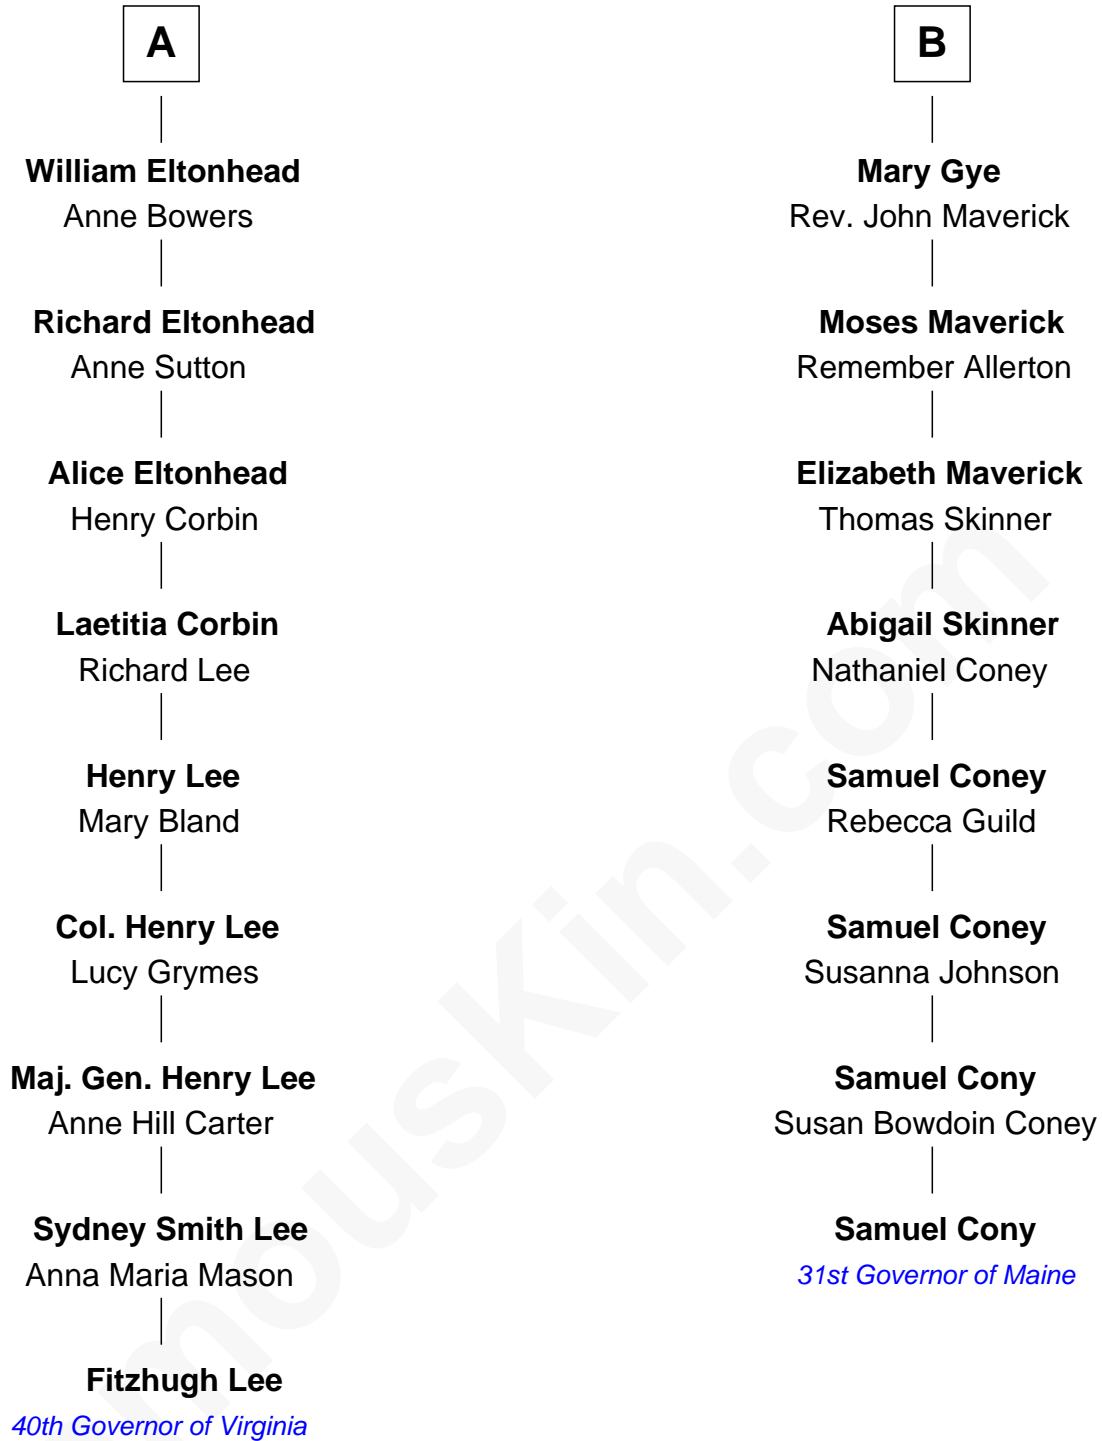 A
William Eltonhead
Anne Bowers
Richard Eltonhead
Anne Sutton
Alice Eltonhead
Henry Corbin
Laetitia Corbin
Richard Lee
Henry Lee
Mary Bland
Col. Henry Lee
Lucy Grymes
Maj. Gen. Henry Lee
Anne Hill Carter
Sydney Smith Lee
Anna Maria Mason
Fitzhugh Lee
40th Governor of Virginia
B
Mary Gye
Rev. John Maverick
Moses Maverick
Remember Allerton
Elizabeth Maverick
Thomas Skinner
Abigail Skinner
Nathaniel Coney
Samuel Coney
Rebecca Guild
Samuel Coney
Susanna Johnson
Samuel Cony
Susan Bowdoin Coney
Samuel Cony
31st Governor of Maine
mousKin.com